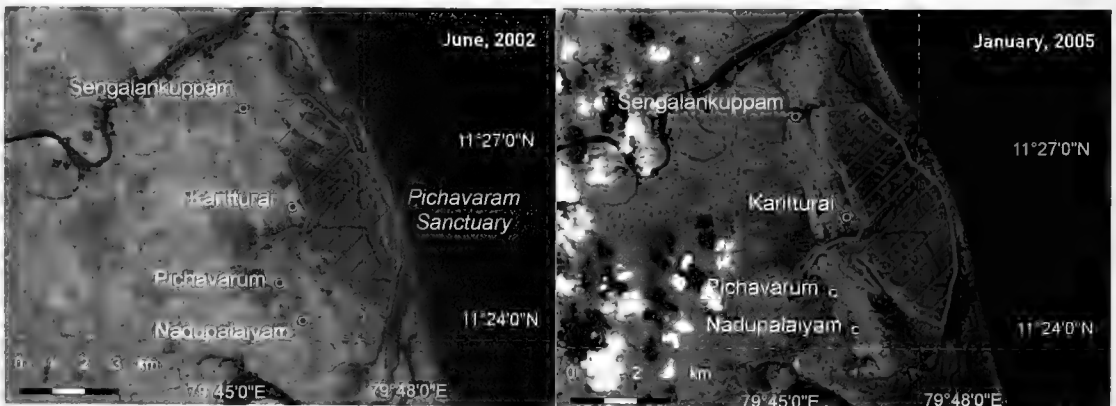 June, 2002
Sengalankuppam
11°27'0"N
Karitturai
Pichavaram
Sanctuary
Pichavarum
Nadupalaiyam
11°24'0"N
0 1 2 3 km
79°45'0"E
79°48'0"E
January, 2005
Sengalankuppam
11°27'0"N
Karitturai
Pichavarum
Nadupalaiyam
11°24'0"N
0 2 km
79°45'0"E
79°48'0"E